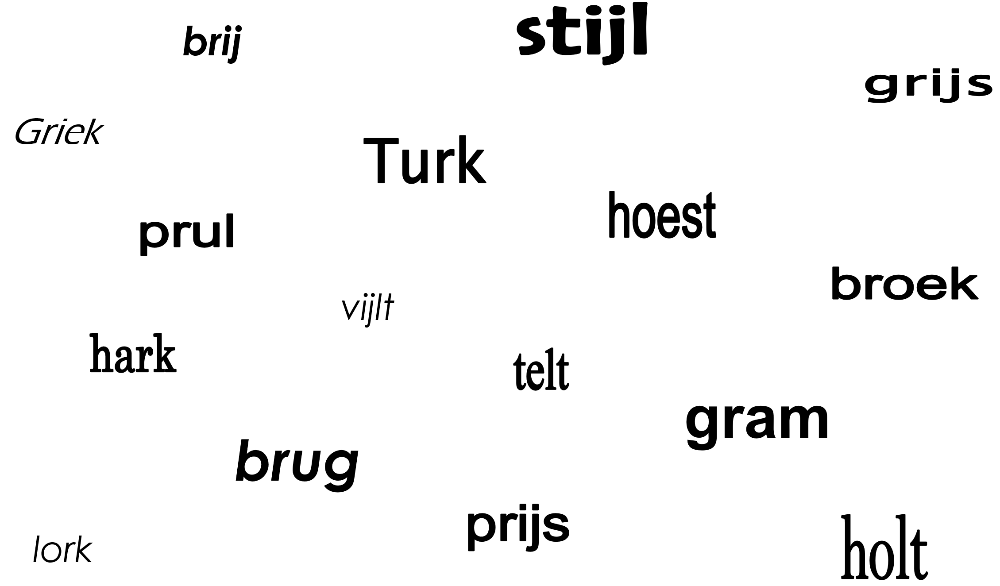 brij
stijl
grijs
Griek
Turk
hoest
prul
broek
vijlt
hark
telt
gram
brug
prijs
lork
holt